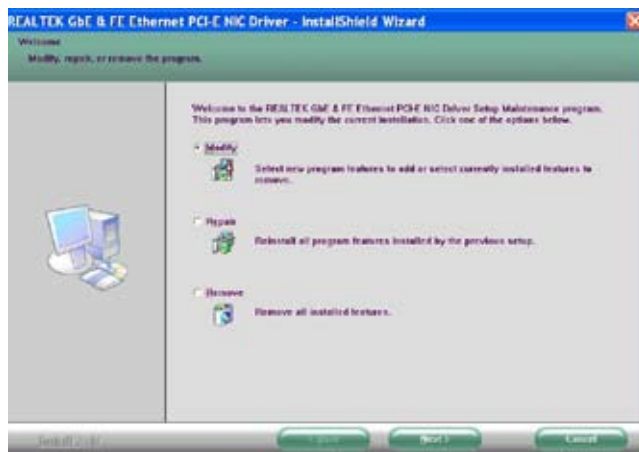 REALTEK GbE & FE Ethernet PCI-E NIC Driver - InstallShield Wizard
Welcome
Modify, repair, or remove the program.
Welcome to the REALTEK GbE & FE Ethernet PCI-E NIC Driver Setup Maintenance program.
This program lets you modify the current installation. Click one of the options below.
Modify
Select new program features to add or select currently installed features to
remove.
Repair
Reinstall all program features installed by the previous setup.
Remove
Remove all installed features.
InstallShield
< Back
Next >
Cancel